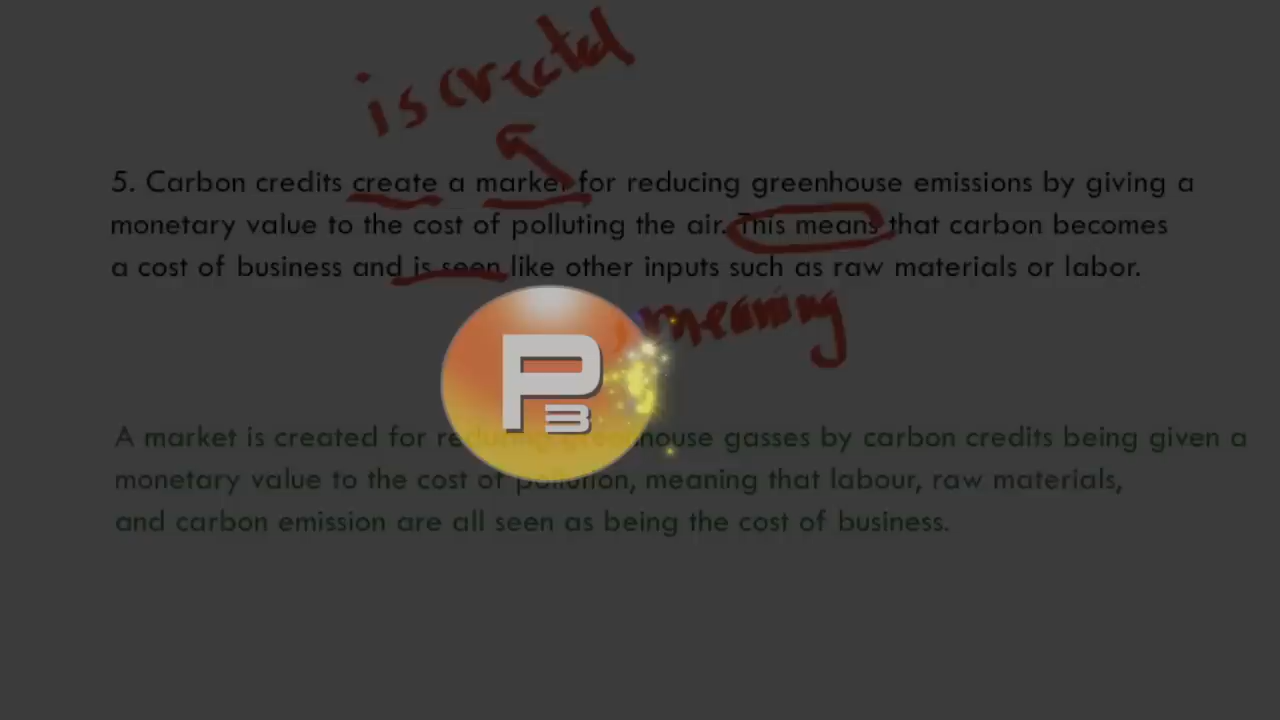 is created
5. Carbon credits create a market for reducing greenhouse emissions by giving a
monetary value to the cost of polluting the air. This means that carbon becomes
a cost of business and is seen like other inputs such as raw materials or labor.
meaning
P3
A market is created for reducing greenhouse gasses by carbon credits being given a
monetary value to the cost of pollution, meaning that labour, raw materials,
and carbon emission are all seen as being the cost of business.